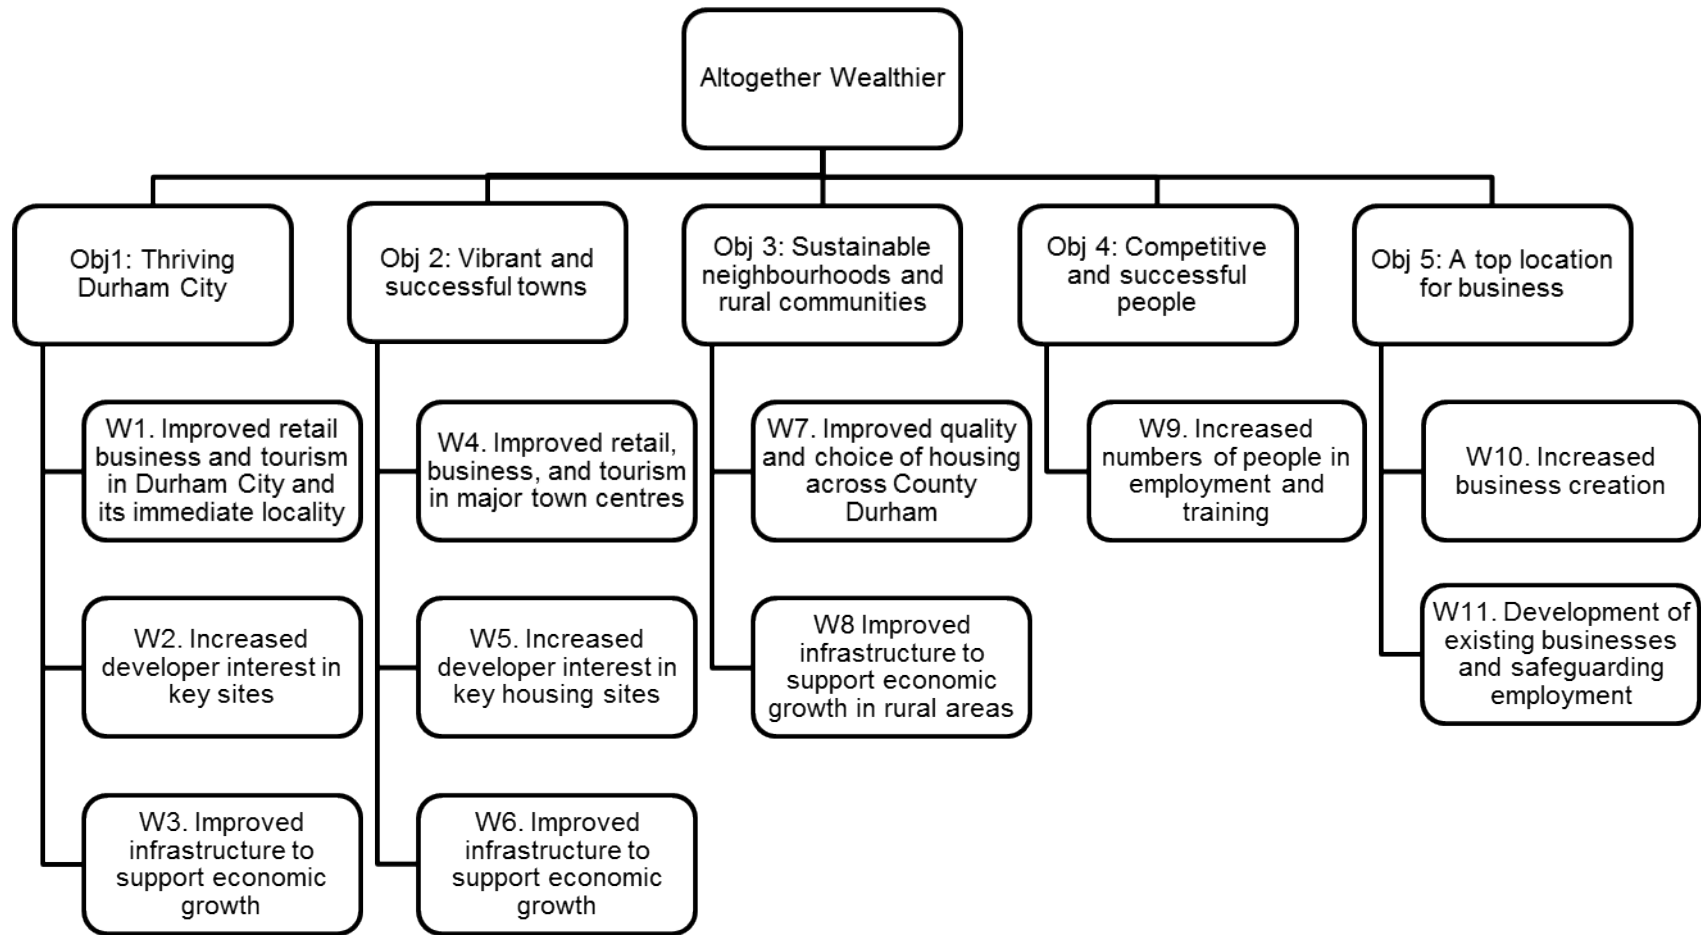 Altogether Wealthier
Obj1: Thriving
Durham City
Obj 2: Vibrant and
successful towns
Obj 3: Sustainable
neighbourhoods and
rural communities
Obj 4: Competitive
and successful
people
Obj 5: A top location
for business
W1. Improved retail
business and tourism
in Durham City and
its immediate locality
W2. Increased
developer interest in
key sites
W3. Improved
infrastructure to
support economic
growth
W4. Improved retail,
business, and tourism
in major town centres
W5. Increased
developer interest in
key housing sites
W6. Improved
infrastructure to
support economic
growth
W7. Improved quality
and choice of housing
across County
Durham
W8 Improved
infrastructure to
support economic
growth in rural areas
W9. Increased
numbers of people in
employment and
training
W10. Increased
business creation
W11. Development of
existing businesses
and safeguarding
employment